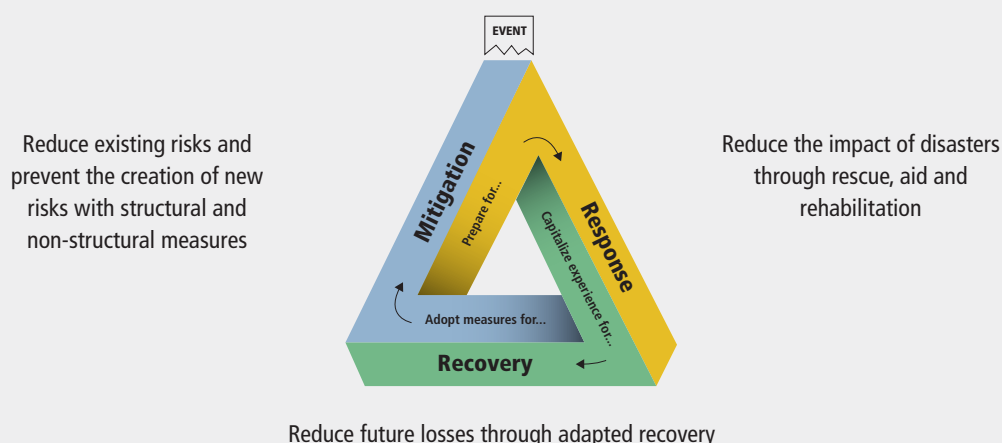 EVENT
Reduce existing risks and
prevent the creation of new
risks with structural and
non-structural measures
Mitigation
Prepare for...
Response
Capitalize experience for...
Reduce the impact of disasters
through rescue, aid and
rehabilitation
Adopt measures for...
Recovery
Reduce future losses through adapted recovery